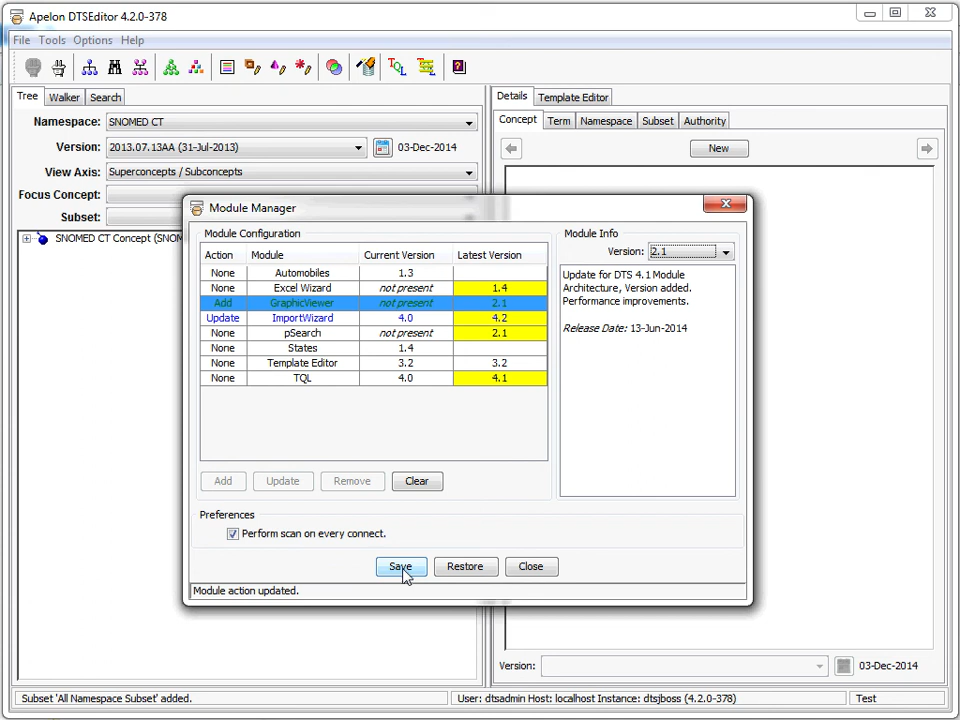 Apelon DTSEditor 4.2.0-378
File Tools Options Help
TQL
Tree Walker Search
Namespace: SNOMED CT
Version: 2013.07.13AA (31-Jul-2013) 03-Dec-2014
View Axis: Superconcepts / Subconcepts
Focus Concept:
Subset:
SNOMED CT Concept (SNOM
Details Template Editor
Concept Term Namespace Subset Authority
New
Module Manager
Module Configuration
Action Module Current Version Latest Version
None Automobiles 1.3
None Excel Wizard not present 1.4
Add GraphicViewer not present 2.1
Update ImportWizard 4.0 4.2
None pSearch not present 2.1
None States 1.4
None Template Editor 3.2 3.2
None TQL 4.0 4.1
Add Update Remove Clear
Module Info
Version: 2.1
Update for DTS 4.1 Module
Architecture, Version added.
Performance improvements.
Release Date: 13-Jun-2014
Preferences
Perform scan on every connect.
Save Restore Close
Module action updated.
Version: 03-Dec-2014
Subset 'All Namespace Subset' added. User: dtsadmin Host: localhost Instance: dtsjboss (4.2.0-378) Test